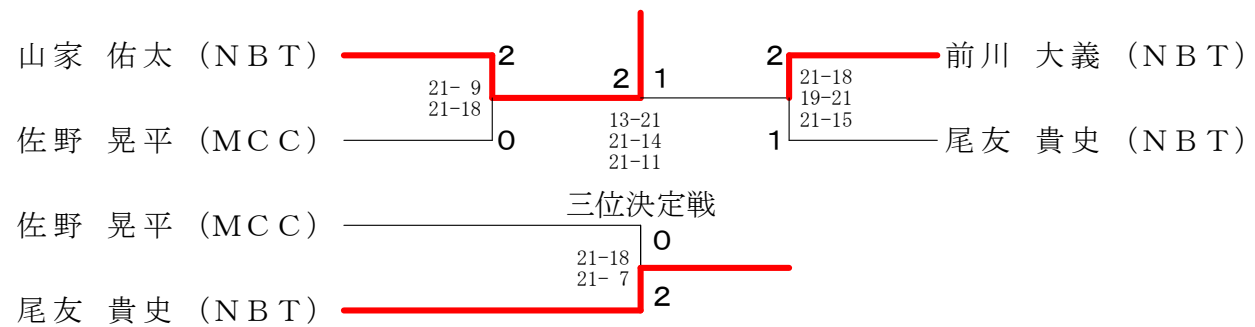 山家 佑太（ＮＢＴ）
2
21- 9
21-18
佐野 晃平（ＭＣＣ）
0
2 1
13-21
21-14
21-11
2
前川 大義（ＮＢＴ）
21-18
19-21
21-15
1
尾友 貴史（ＮＢＴ）
三位決定戦
佐野 晃平（ＭＣＣ）
0
21-18
21- 7
2
尾友 貴史（ＮＢＴ）